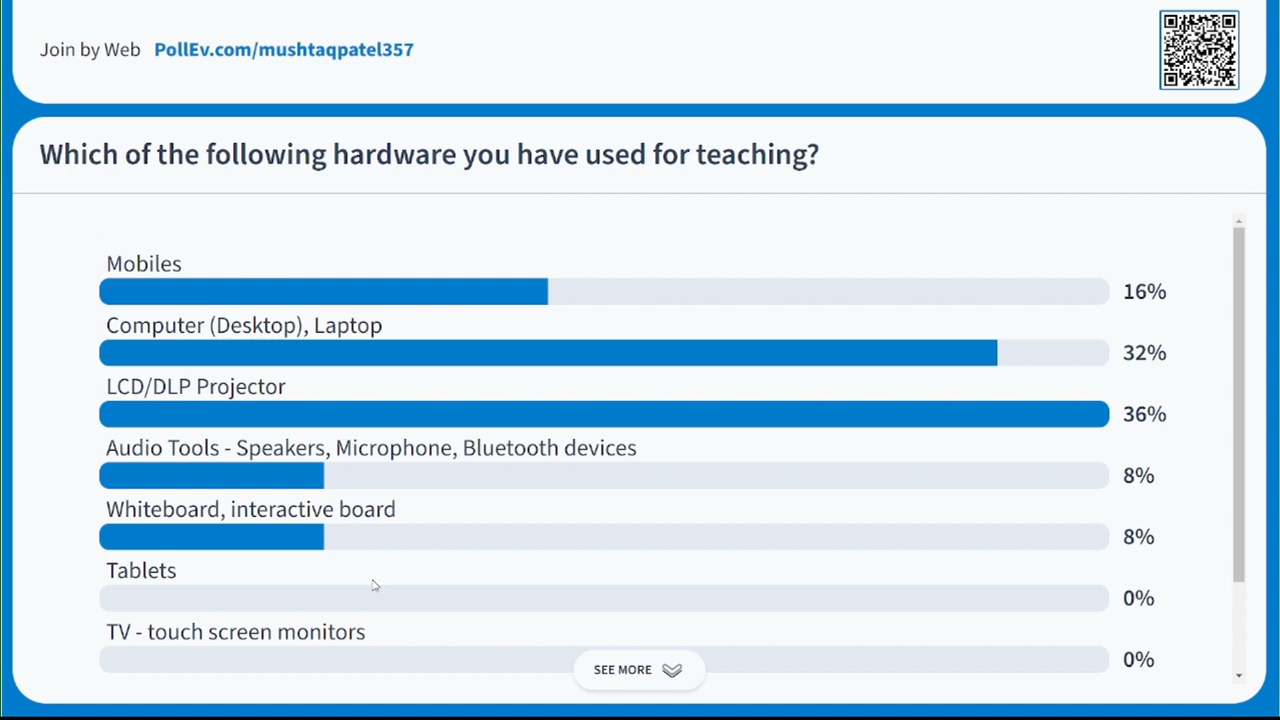 Join by Web PollEv.com/mushtaqpatel357
Which of the following hardware you have used for teaching?
Mobiles
16%
Computer (Desktop), Laptop
32%
LCD/DLP Projector
36%
Audio Tools - Speakers, Microphone, Bluetooth devices
8%
Whiteboard, interactive board
8%
Tablets
0%
TV - touch screen monitors
0%
SEE MORE